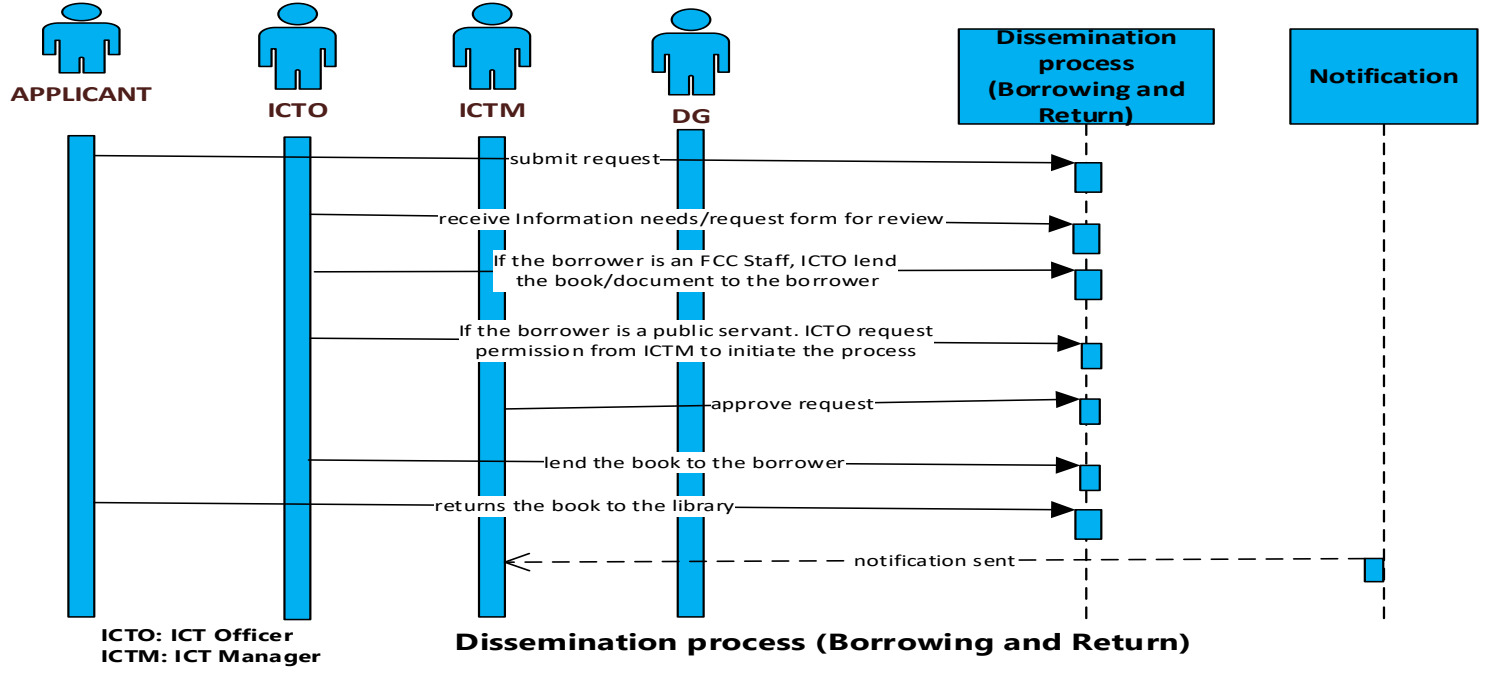 APPLICANT
ICTO
ICTM
DG
Dissemination
process
(Borrowing and
Return)
Notification
submit request
receive Information needs/request form for review
If the borrower is an FCC Staff, ICTO lend
the book/document to the borrower
If the borrower is a public servant. ICTO request
permission from ICTM to initiate the process
approve request
lend the book to the borrower
returns the book to the library
notification sent
ICTO: ICT Officer
ICTM: ICT Manager
Dissemination process (Borrowing and Return)